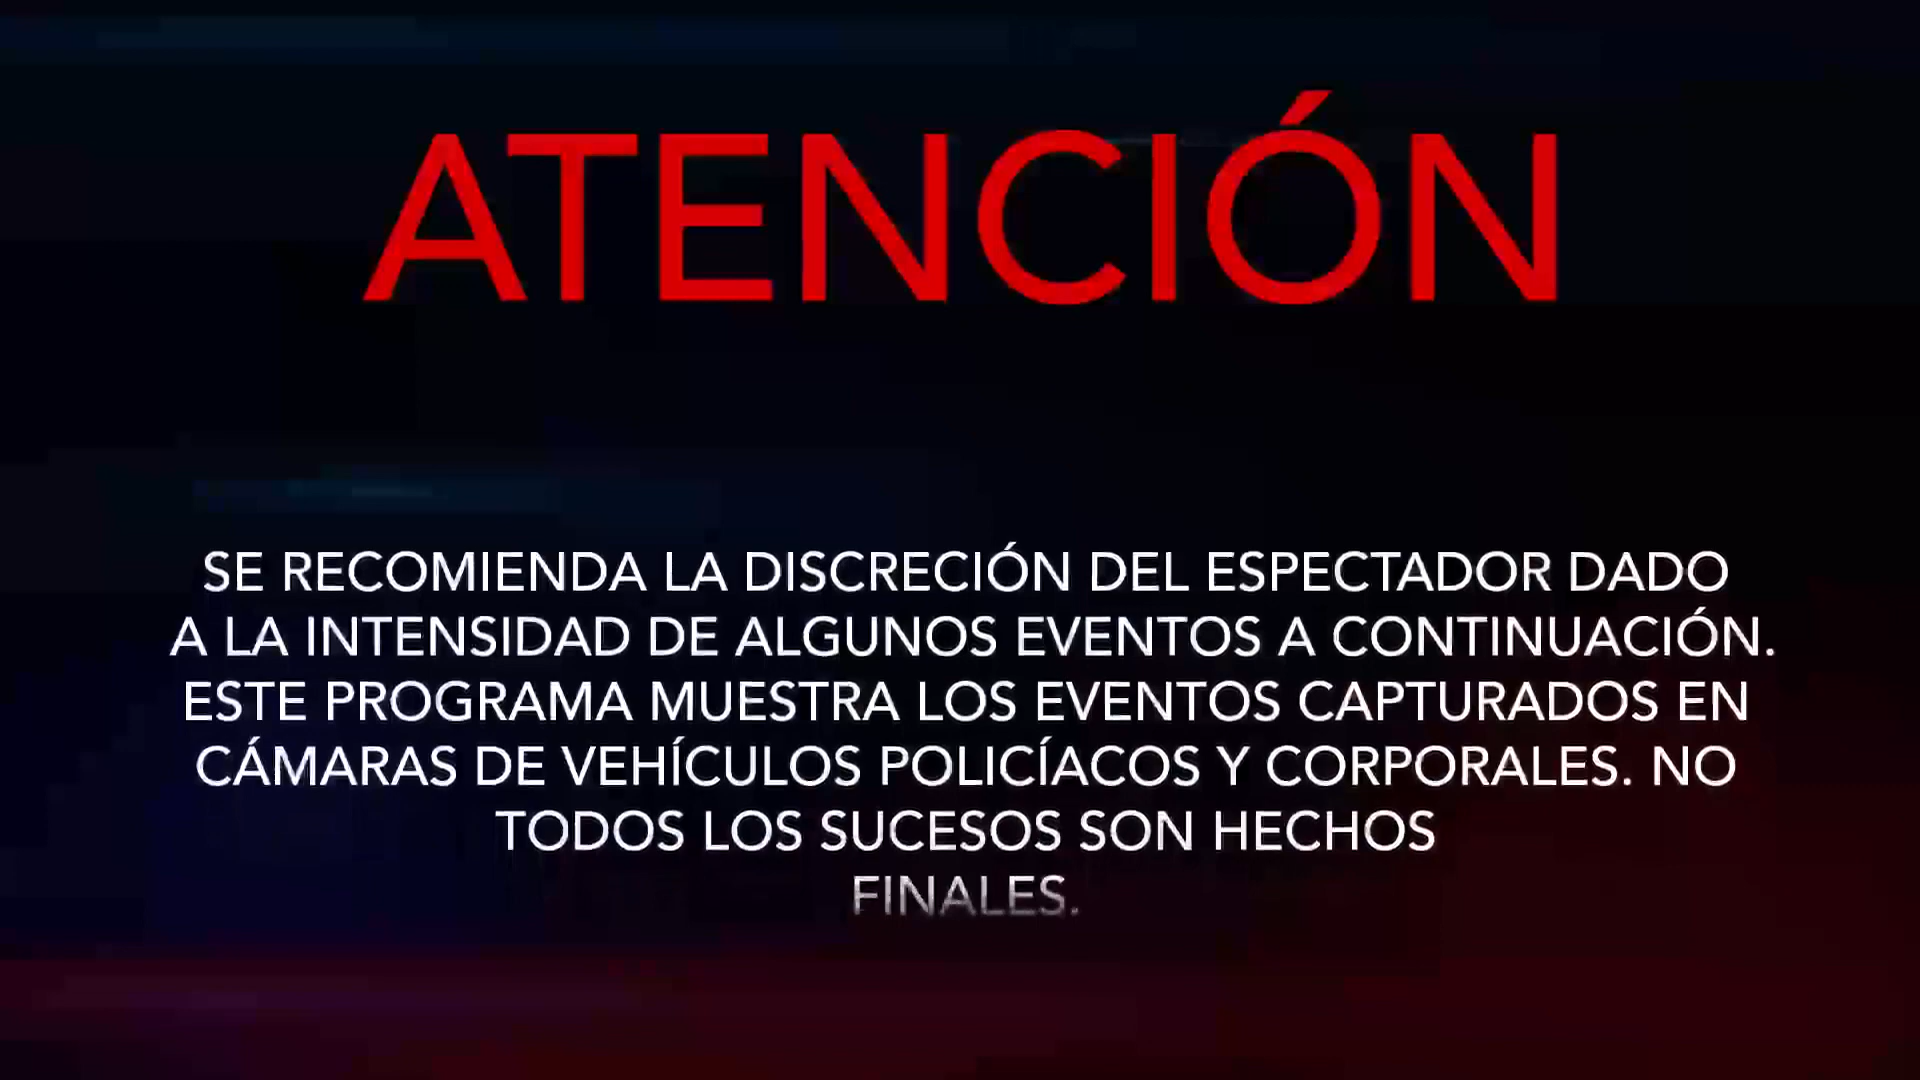 ATENCIÓN
SE RECOMIENDA LA DISCRECIÓN DEL ESPECTADOR DADO
A LA INTENSIDAD DE ALGUNOS EVENTOS A CONTINUACIÓN.
ESTE PROGRAMA MUESTRA LOS EVENTOS CAPTURADOS EN
CÁMARAS DE VEHÍCULOS POLICÍACOS Y CORPORALES. NO
TODOS LOS SUCESOS SON HECHOS
FINALES.